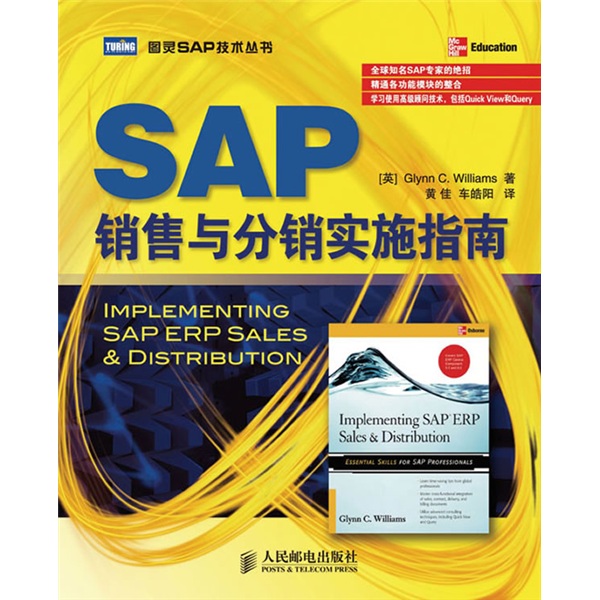 TURING 图灵SAP技术丛书
Mc Graw Hill Education
全球知名SAP专家的绝招
精通各功能模块的整合
学习使用高级顾问技术，包括Quick View和Query
SAP
[英] Glynn C. Williams 著
黄佳 车皓阳 译
销售与分销实施指南
IMPLEMENTING
SAP ERP SALES
& DISTRIBUTION
Osborne
Implementing SAP ERP
Sales & Distribution
ESSENTIAL SKILLS FOR SAP PROFESSIONALS
Glynn C. Williams
人民邮电出版社
POSTS & TELECOM PRESS